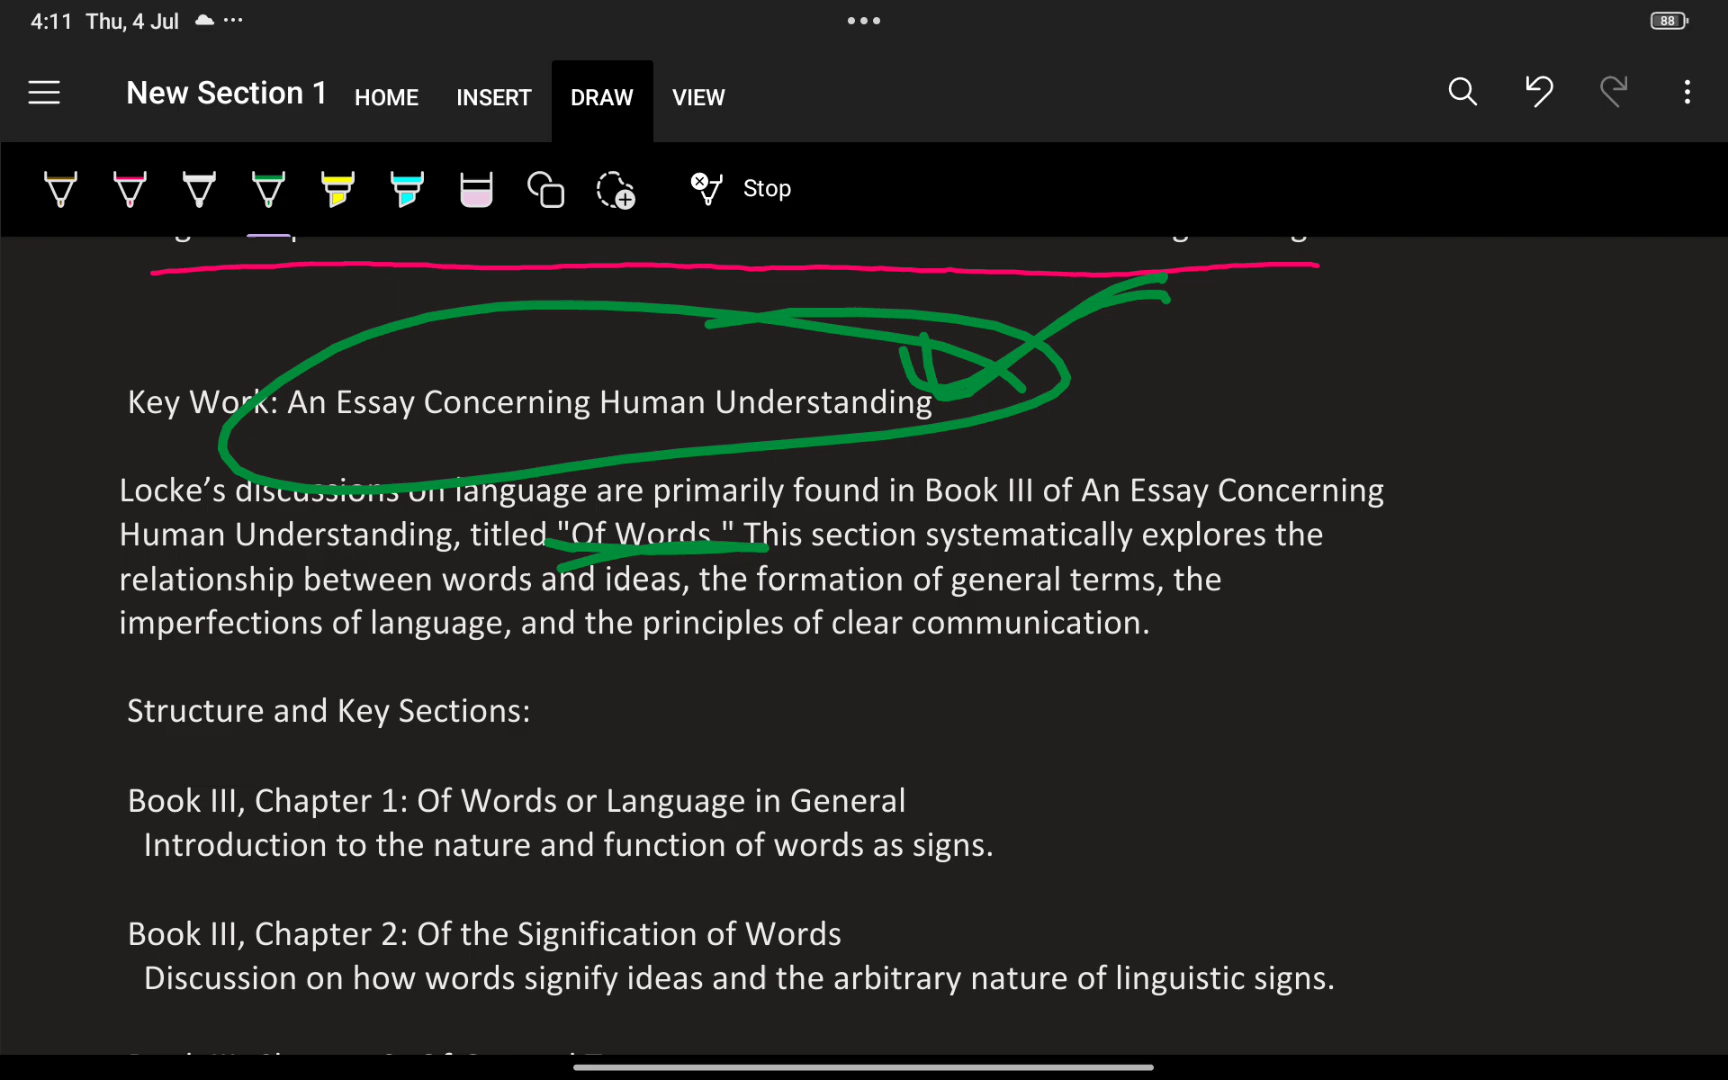 4:11 Thu, 4 Jul
88
New Section 1 HOME INSERT DRAW VIEW
Stop
Key Work: An Essay Concerning Human Understanding
Locke’s discussions on language are primarily found in Book III of An Essay Concerning
Human Understanding, titled "Of Words." This section systematically explores the
relationship between words and ideas, the formation of general terms, the
imperfections of language, and the principles of clear communication.
Structure and Key Sections:
Book III, Chapter 1: Of Words or Language in General
Introduction to the nature and function of words as signs.
Book III, Chapter 2: Of the Signification of Words
Discussion on how words signify ideas and the arbitrary nature of linguistic signs.